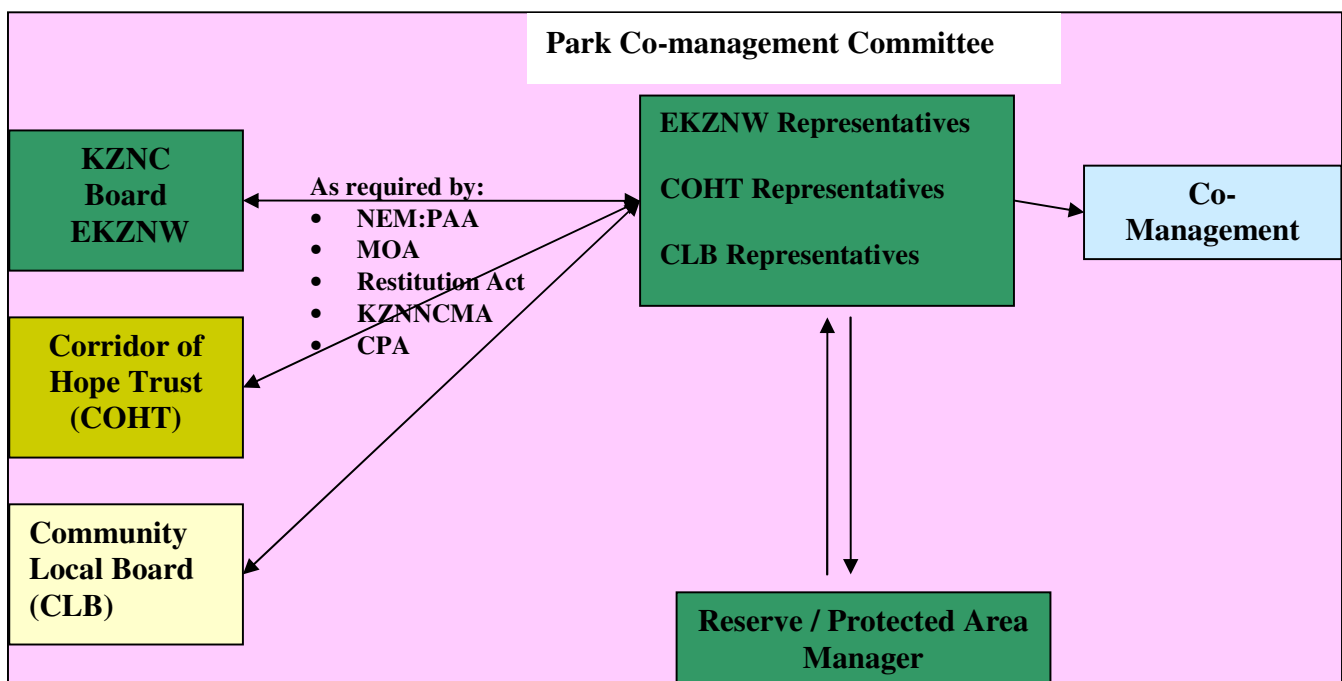 Park Co-management Committee
KZNC
Board
EKZNW
As required by:
• NEM:PAA
• MOA
• Restitution Act
• KZNNCMA
• CPA
EKZNW Representatives
COHT Representatives
CLB Representatives
Co-
Management
Corridor of
Hope Trust
(COHT)
Community
Local Board
(CLB)
Reserve / Protected Area
Manager